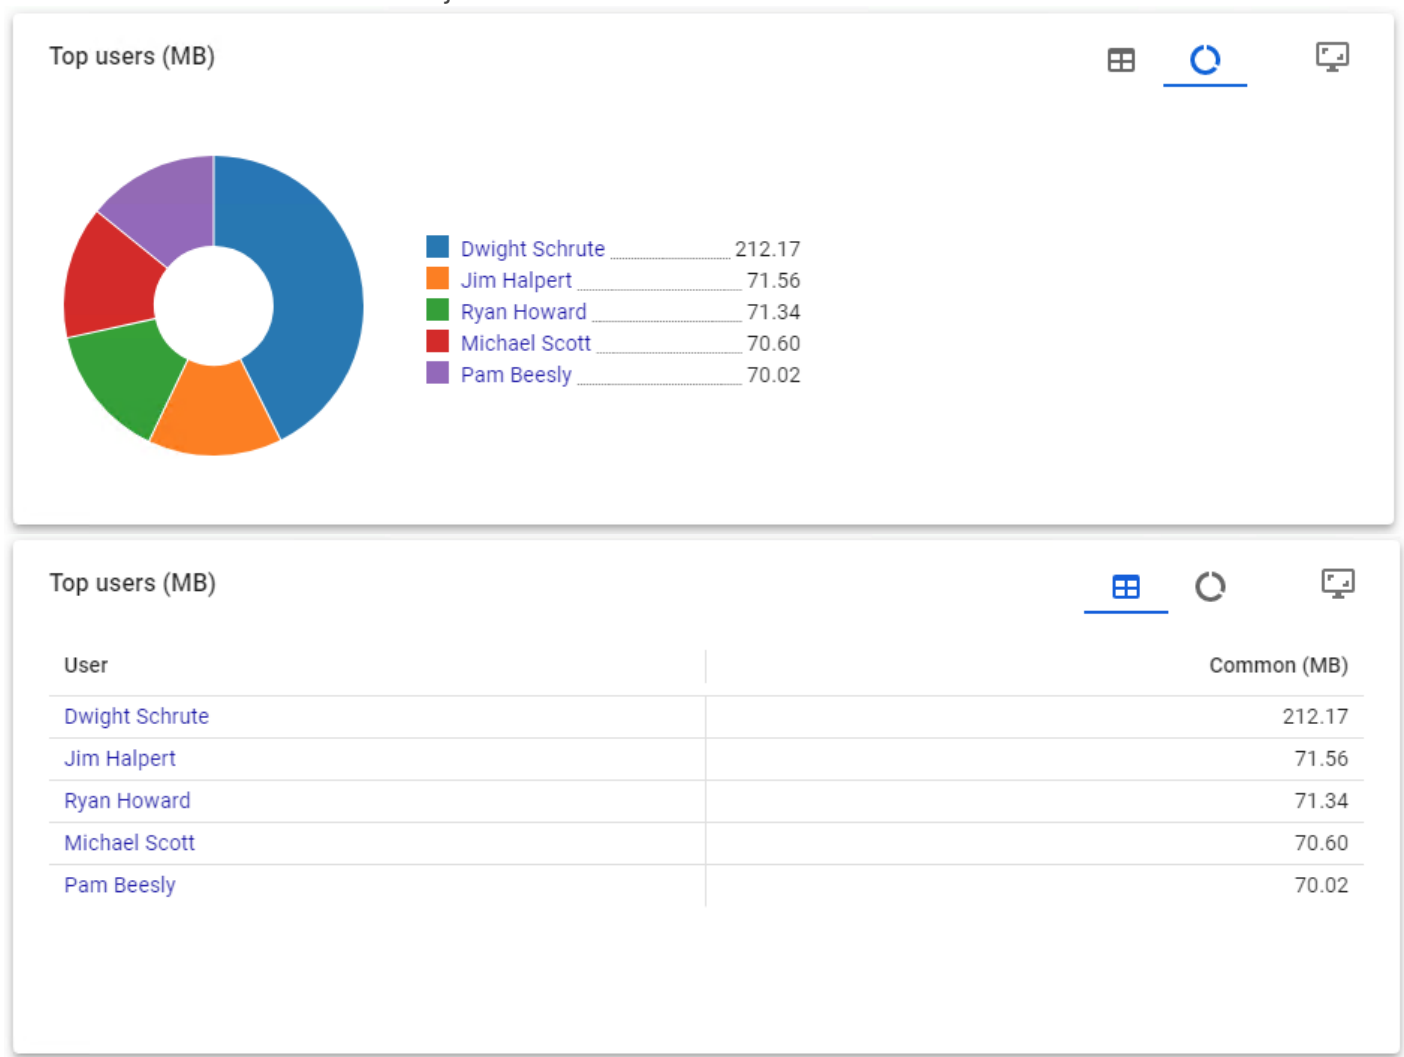 Top users (MB)
Dwight Schrute 212.17
Jim Halpert 71.56
Ryan Howard 71.34
Michael Scott 70.60
Pam Beesly 70.02
Top users (MB)
User Common (MB)
Dwight Schrute 212.17
Jim Halpert 71.56
Ryan Howard 71.34
Michael Scott 70.60
Pam Beesly 70.02